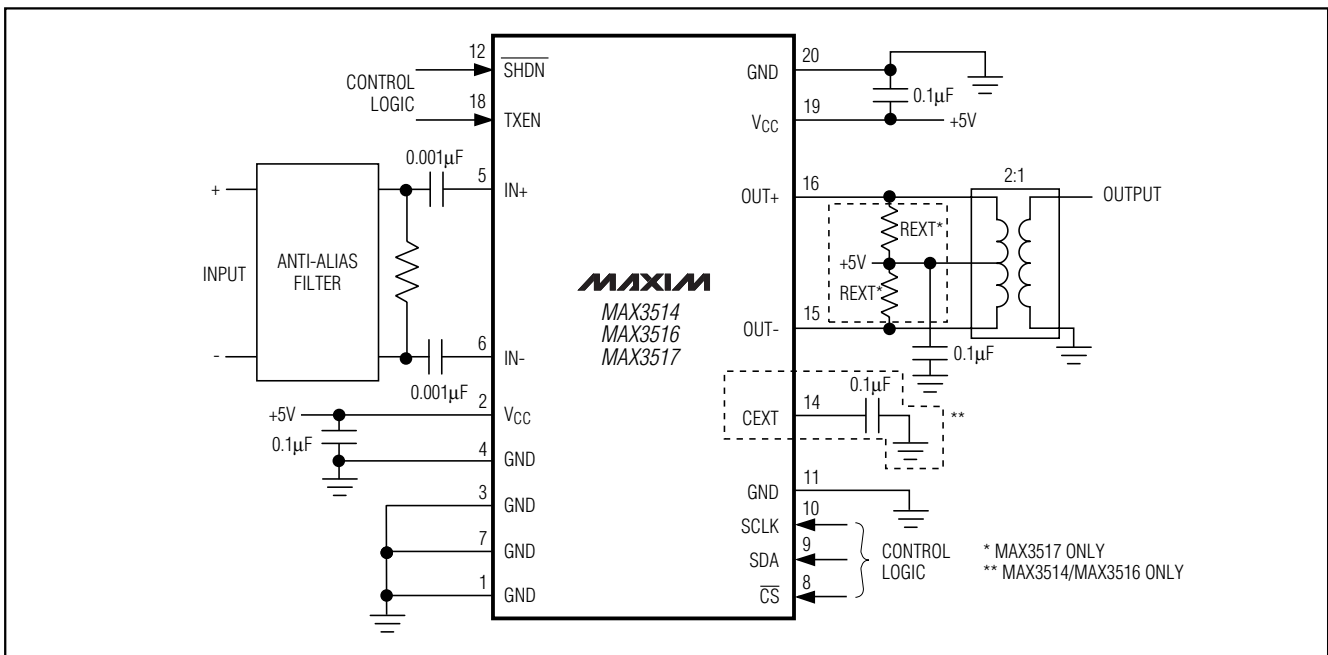 12
SHDN
CONTROL
LOGIC
18
TXEN
0.001µF
5
IN+
+
INPUT
ANTI-ALIAS
FILTER
-
6
IN-
0.001µF
+5V
2
VCC
0.1µF
4
GND
3
GND
7
GND
1
GND
MAXIM
MAX3514
MAX3516
MAX3517
20
GND
0.1µF
19
VCC
+5V
2:1
16
OUT+
OUTPUT
REXT*
+5V
REXT*
15
OUT-
0.1µF
0.1µF
14
CEXT
**
11
GND
10
SCLK
9
SDA
8
CS
CONTROL
LOGIC
* MAX3517 ONLY
** MAX3514/MAX3516 ONLY